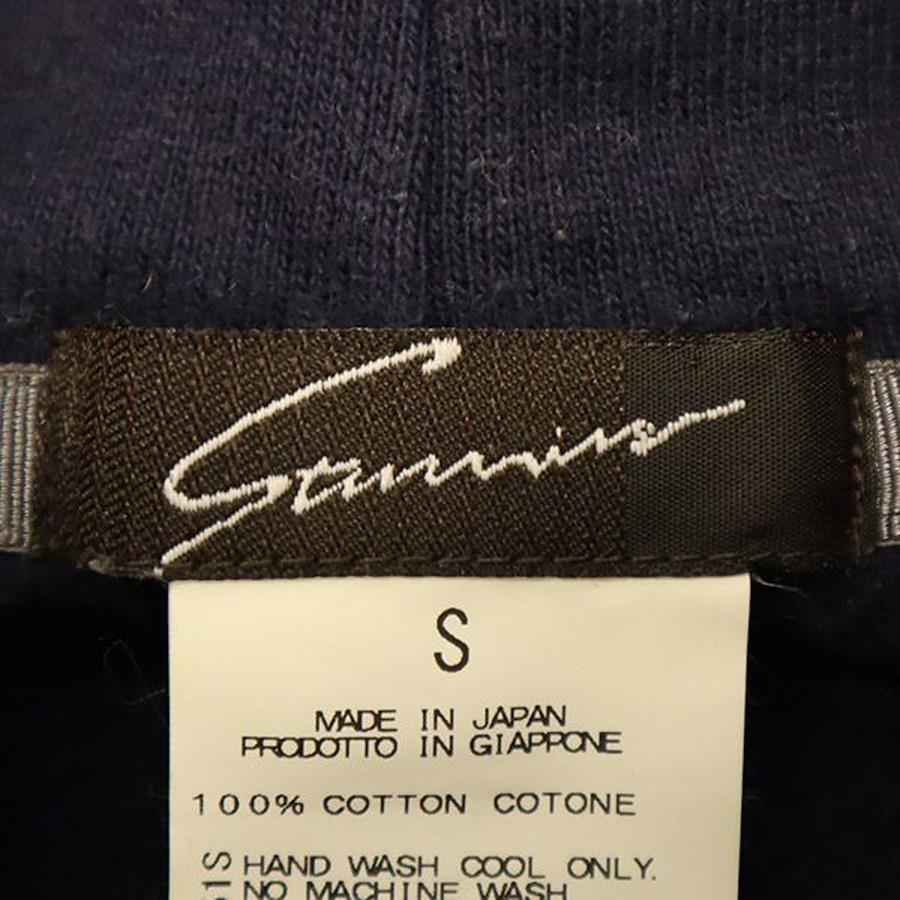 S
MADE IN JAPAN
PRODOTTO IN GIAPPONE
100% COTTON COTONE
HAND WASH COOL ONLY.
NO MACHINE WASH